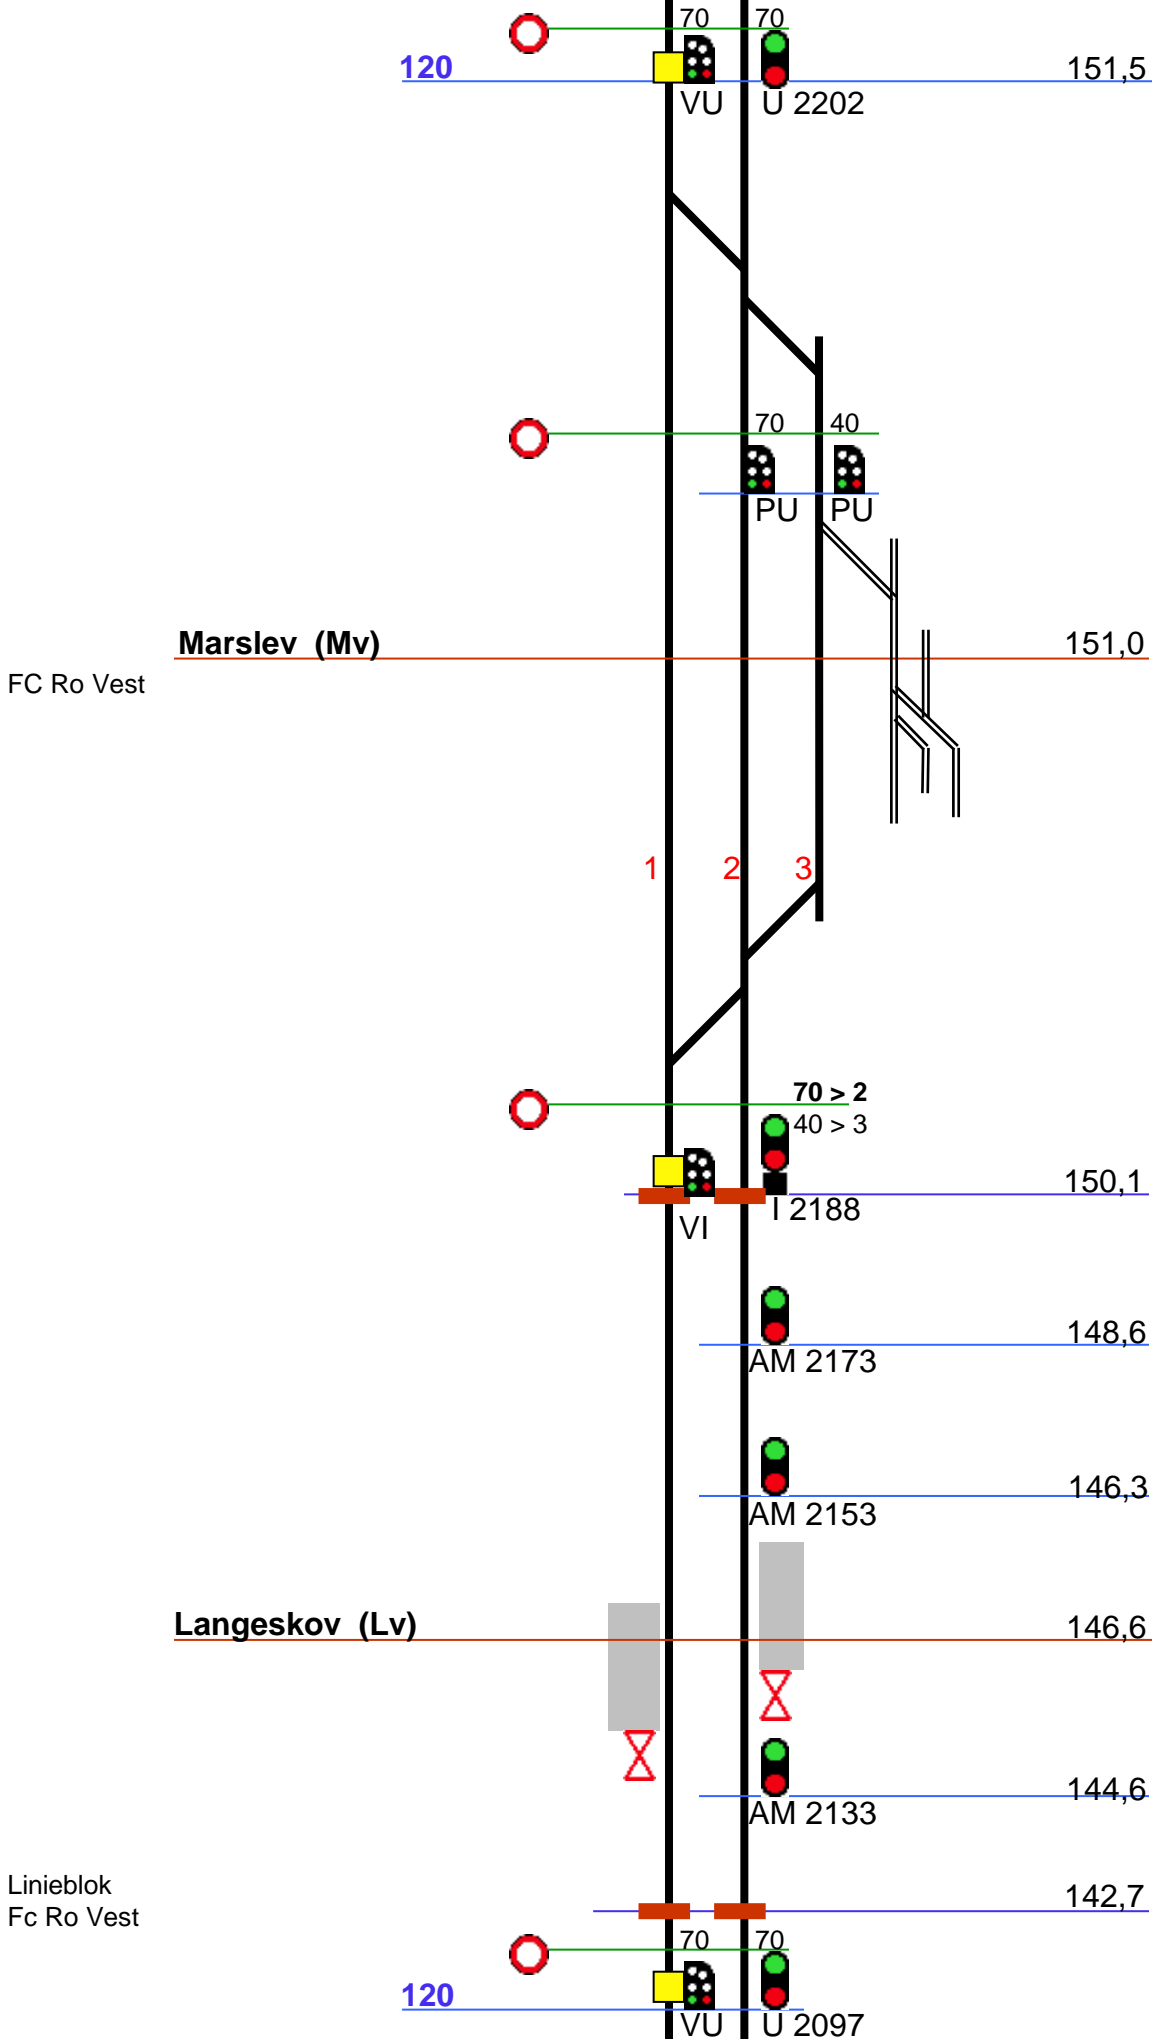 70 70
120 151,5
VU U 2202
70 40
PU PU
Marslev (Mv) 151,0
FC Ro Vest
1 2 3
70 > 2
40 > 3
150,1
I 2188
VI
148,6
AM 2173
146,3
AM 2153
Langeskov (Lv) 146,6
144,6
AM 2133
Linieblok 142,7
Fc Ro Vest
70 70
120
VU U 2097